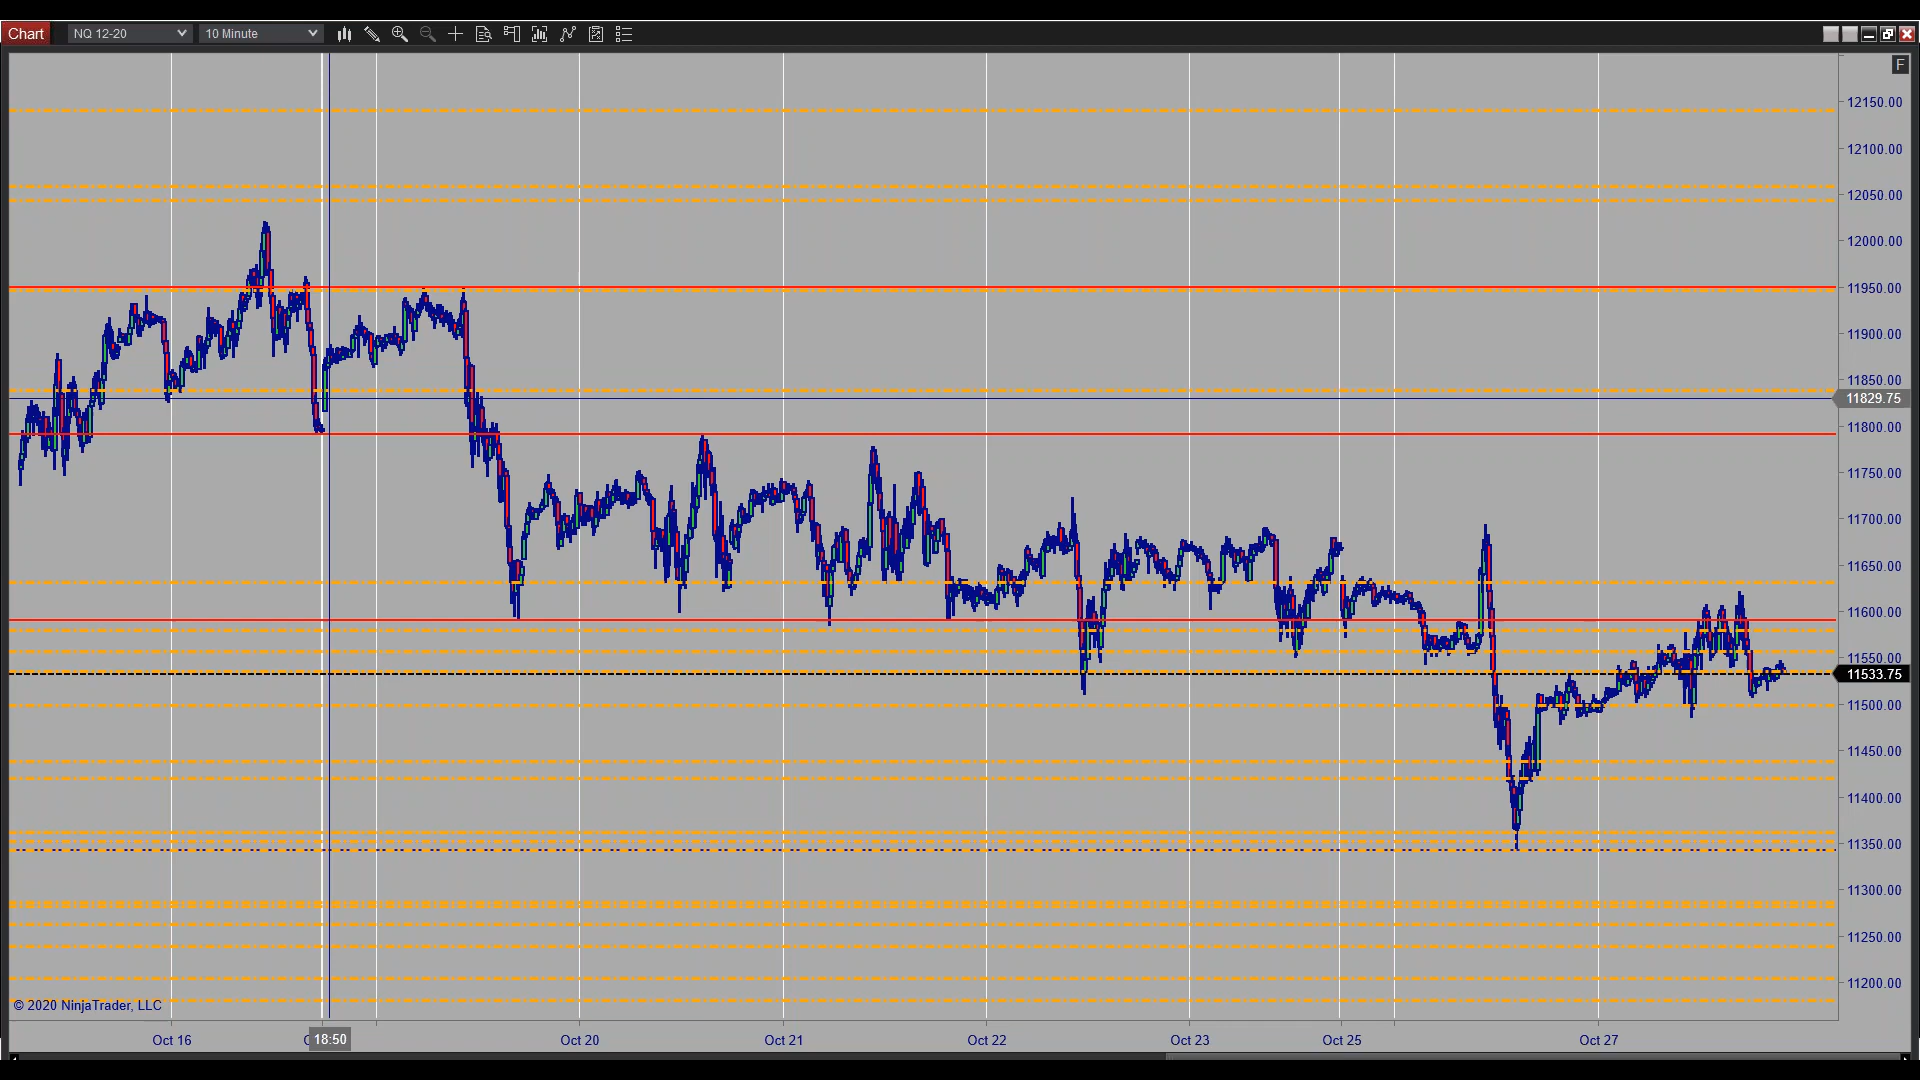 Chart
NQ 12-20
10 Minute
F
12150.00
12100.00
12050.00
12000.00
11950.00
11900.00
11850.00
11829.75
11800.00
11750.00
11700.00
11650.00
11600.00
11550.00
11533.75
11500.00
11450.00
11400.00
11350.00
11300.00
11250.00
11200.00
© 2020 NinjaTrader, LLC
Oct 16
18:50
Oct 20
Oct 21
Oct 22
Oct 23
Oct 25
Oct 27